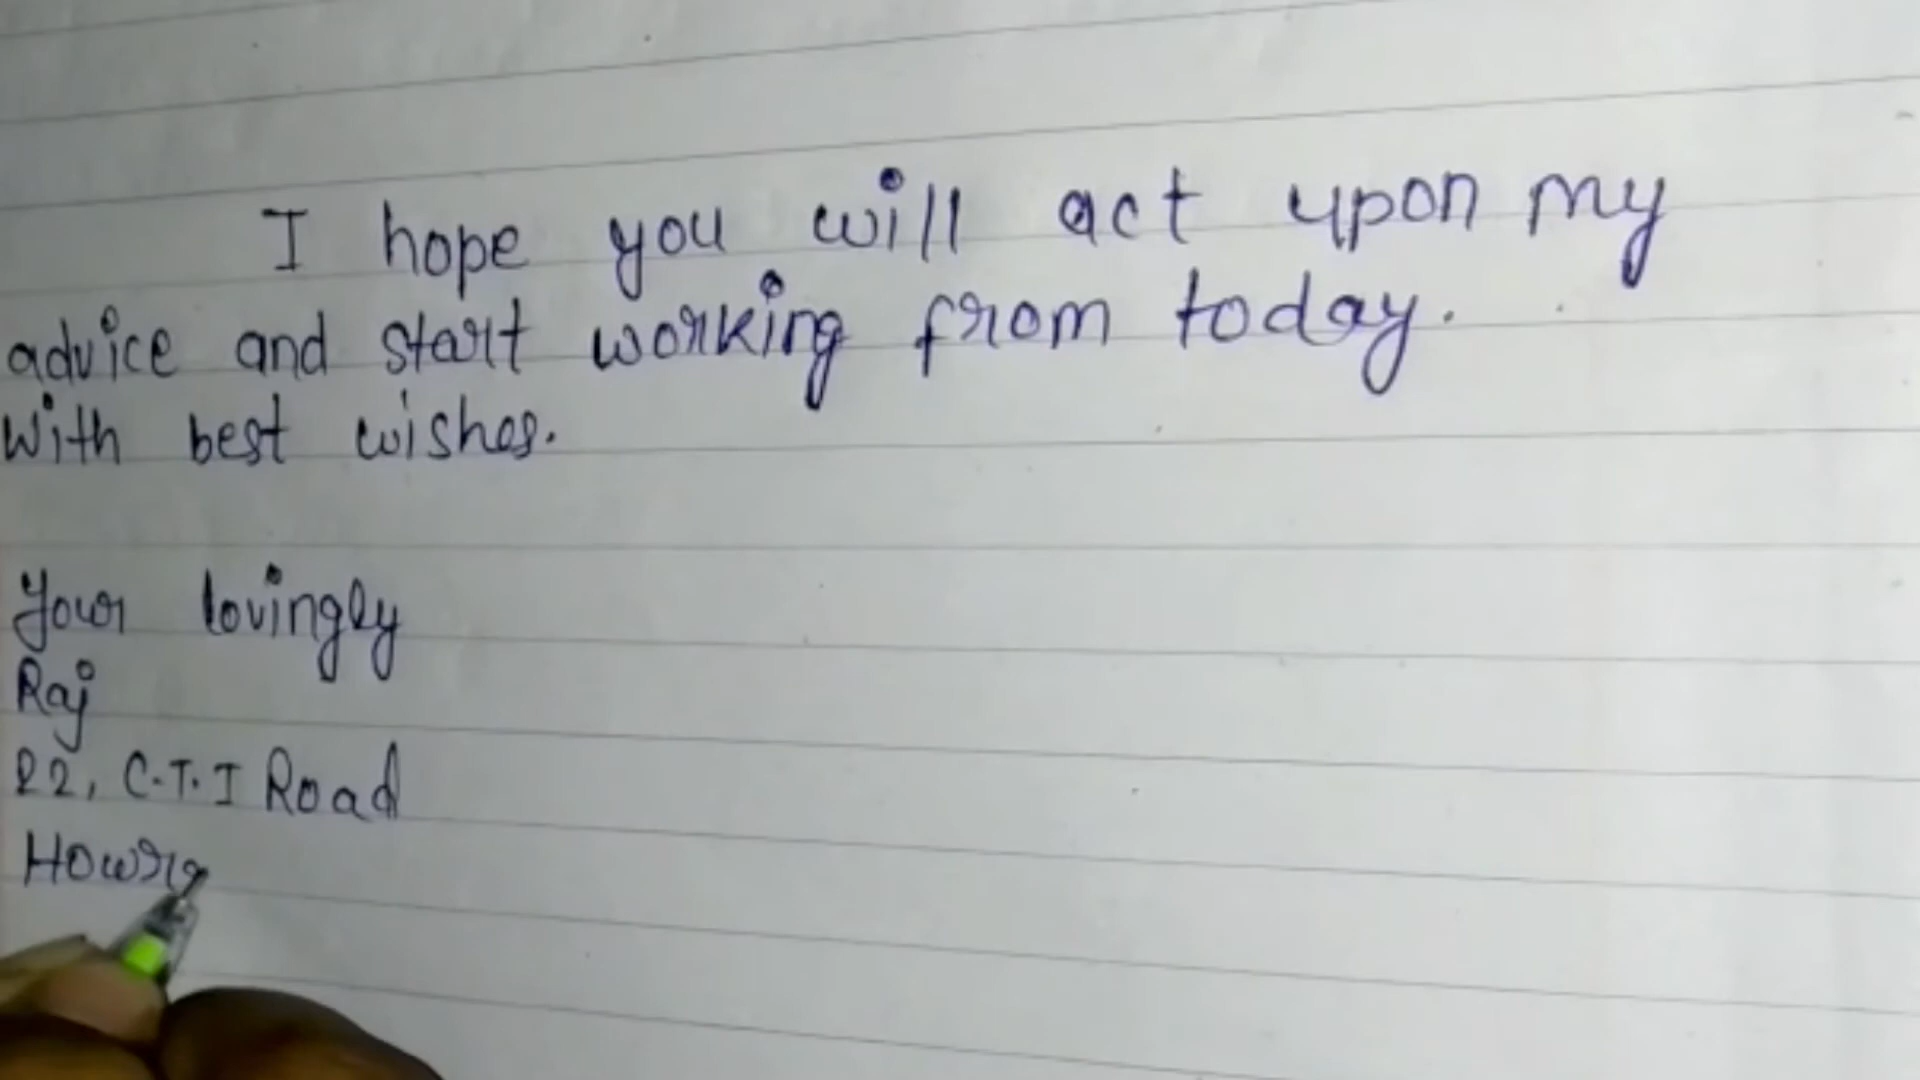 I hope you will act upon my
advice and start working from today.
With best wishes.
Your lovingly
Raj
22, C.T.I Road
Howra